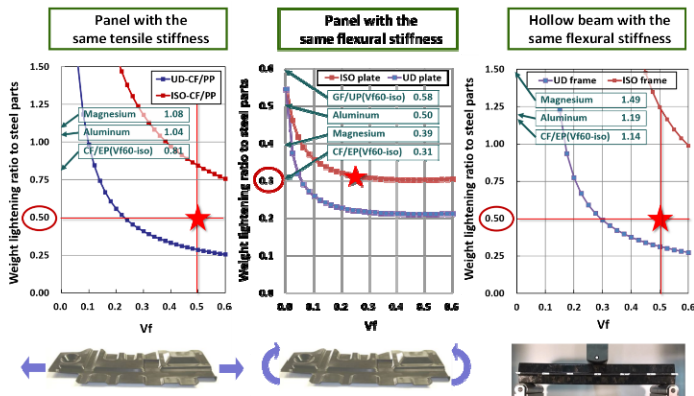 Panel with the
same tensile stiffness
Weight lightening ratio to steel parts
1.50
1.25
1.00
0.75
0.50
0.25
0.00
UD-CF/PP
ISO-CF/PP
Magnesium 1.08
Aluminum 1.04
CF/EP(Vf60-iso) 0.81
0.0 0.1 0.2 0.3 0.4 0.5 0.6
Vf
Panel with the
same flexural stiffness
Weight lightening ratio to steel parts
0.6
0.5
0.4
0.3
0.2
0.1
0.0
ISO plate UD plate
GF/UP(Vf60-iso) 0.58
Aluminum 0.50
Magnesium 0.39
CF/EP(Vf60-iso) 0.31
0.0 0.1 0.2 0.3 0.4 0.5 0.6
Vf
Hollow beam with the
same flexural stiffness
Weight lightening ratio to steel parts
1.50
1.25
1.00
0.75
0.50
0.25
0.00
UD frame ISO frame
Magnesium 1.49
Aluminum 1.19
CF/EP(Vf60-iso) 1.14
0 0.1 0.2 0.3 0.4 0.5 0.6
Vf